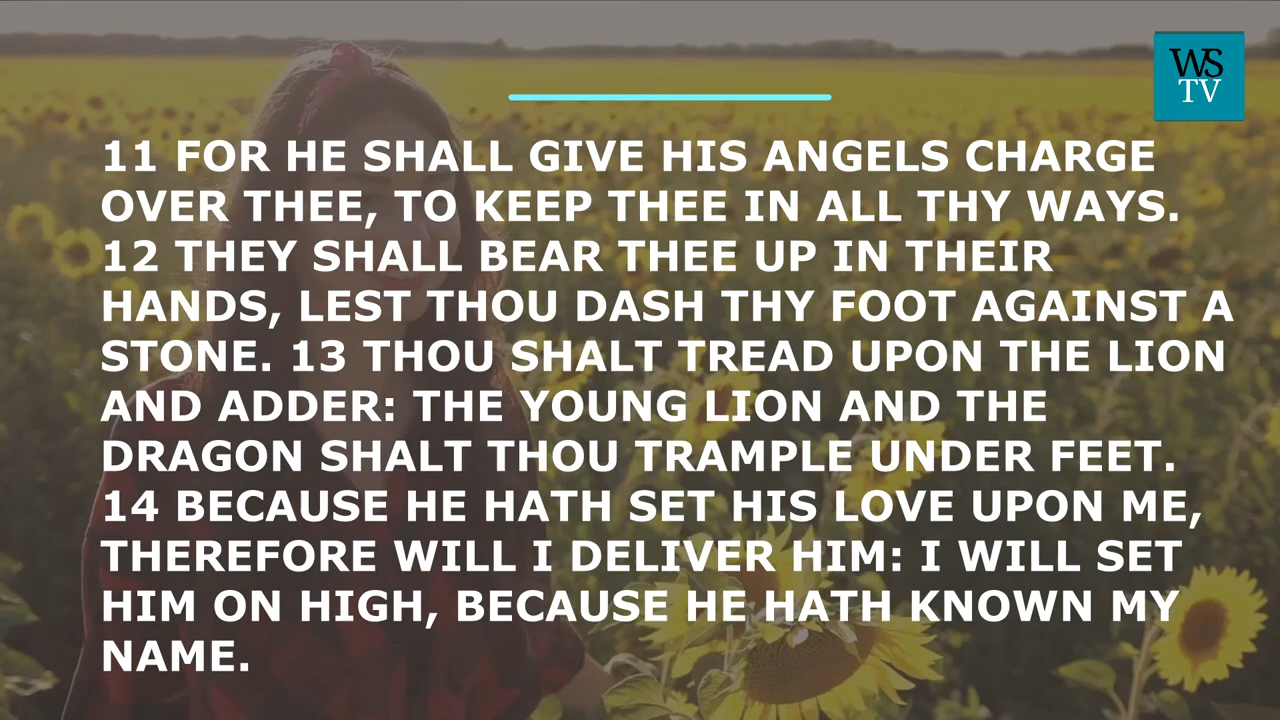 WS
TV
11 FOR HE SHALL GIVE HIS ANGELS CHARGE
OVER THEE, TO KEEP THEE IN ALL THY WAYS.
12 THEY SHALL BEAR THEE UP IN THEIR
HANDS, LEST THOU DASH THY FOOT AGAINST A
STONE. 13 THOU SHALT TREAD UPON THE LION
AND ADDER: THE YOUNG LION AND THE
DRAGON SHALT THOU TRAMPLE UNDER FEET.
14 BECAUSE HE HATH SET HIS LOVE UPON ME,
THEREFORE WILL I DELIVER HIM: I WILL SET
HIM ON HIGH, BECAUSE HE HATH KNOWN MY
NAME.